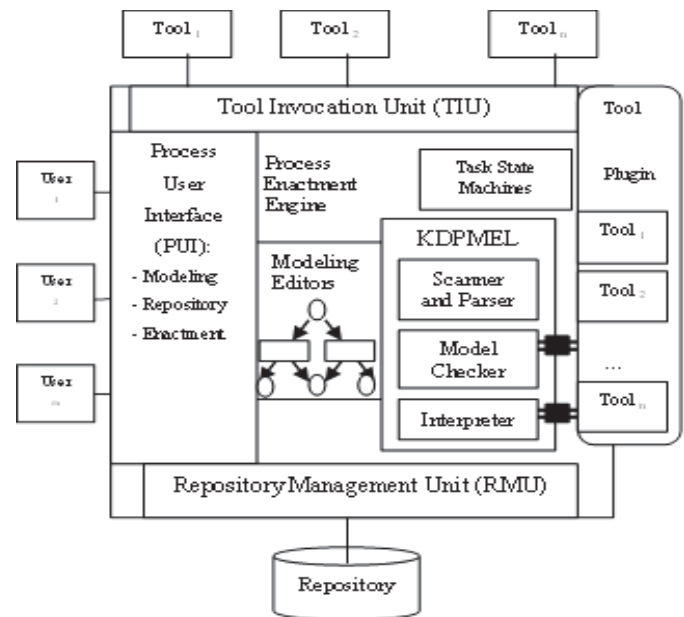 Tool 1
Tool 2
Tool n
Tool Invocation Unit (TIU)
Tool
Plugin
Tool 1
Tool 2
...
Tool n
User 1
User 2
User m
Process
User
Interface
(PUI):
- Modeling
- Repository
- Enactment
Process
Enactment
Engine
Task State
Machines
Modeling
Editors
KDPMEL
Scanner
and Parser
Model
Checker
Interpreter
Repository Management Unit (RMU)
Repository